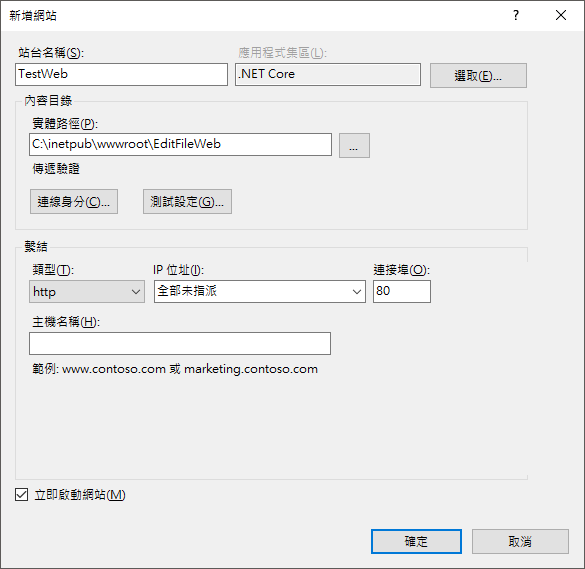 新增網站
站台名稱(S): 應用程式集區(L):
TestWeb .NET Core 選取(E)...
內容目錄
實體路徑(P):
C:\inetpub\wwwroot\EditFileWeb ...
傳遞驗證
連線身分(C)... 測試設定(G)...
繫結
類型(T): IP 位址(I): 連接埠(O):
http 全部未指派 80
主機名稱(H):
範例: www.contoso.com 或 marketing.contoso.com
立即啟動網站(M)
確定 取消